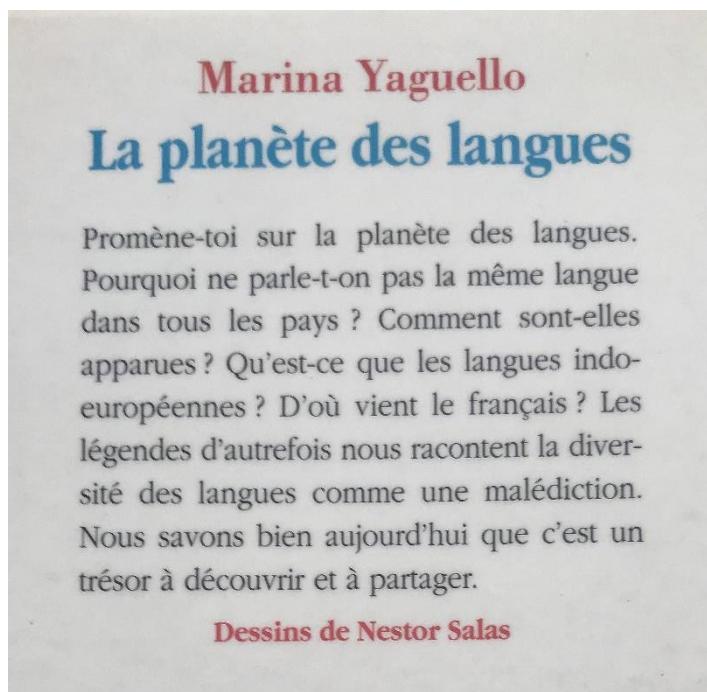 Marina Yaguello
La planète des langues
Promène-toi sur la planète des langues.
Pourquoi ne parle-t-on pas la même langue
dans tous les pays ? Comment sont-elles
apparues ? Qu'est-ce que les langues indo-
européennes ? D'où vient le français ? Les
légendes d'autrefois nous racontent la diver-
sité des langues comme une malédiction.
Nous savons bien aujourd'hui que c'est un
trésor à découvrir et à partager.
Dessins de Nestor Salas